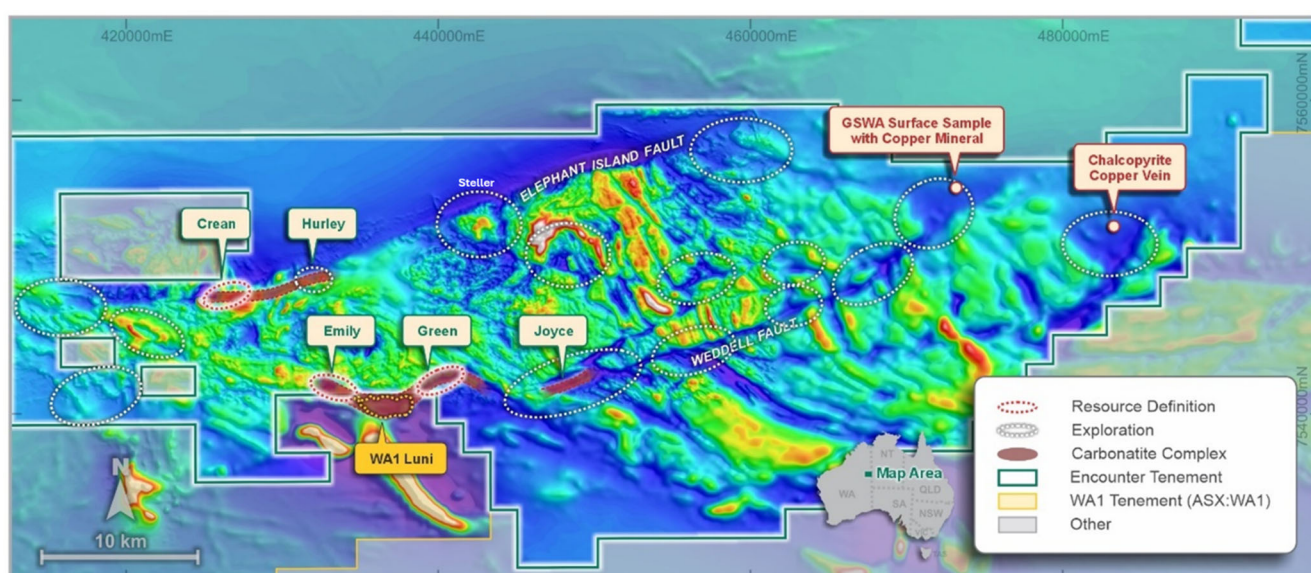 420000mE
440000mE
460000mE
480000mE
7560000mN
GSWA Surface Sample
with Copper Mineral
Chalcopyrite
Copper Vein
ELEPHANT ISLAND FAULT
Steller
Crean
Hurley
Emily
Green
Joyce
WEDDELL FAULT
WA1 Luni
7540000mN
N
10 km
NT
Map Area
WA
QLD
SA
NSW
Resource Definition
Exploration
Carbonatite Complex
Encounter Tenement
WA1 Tenement (ASX:WA1)
Other